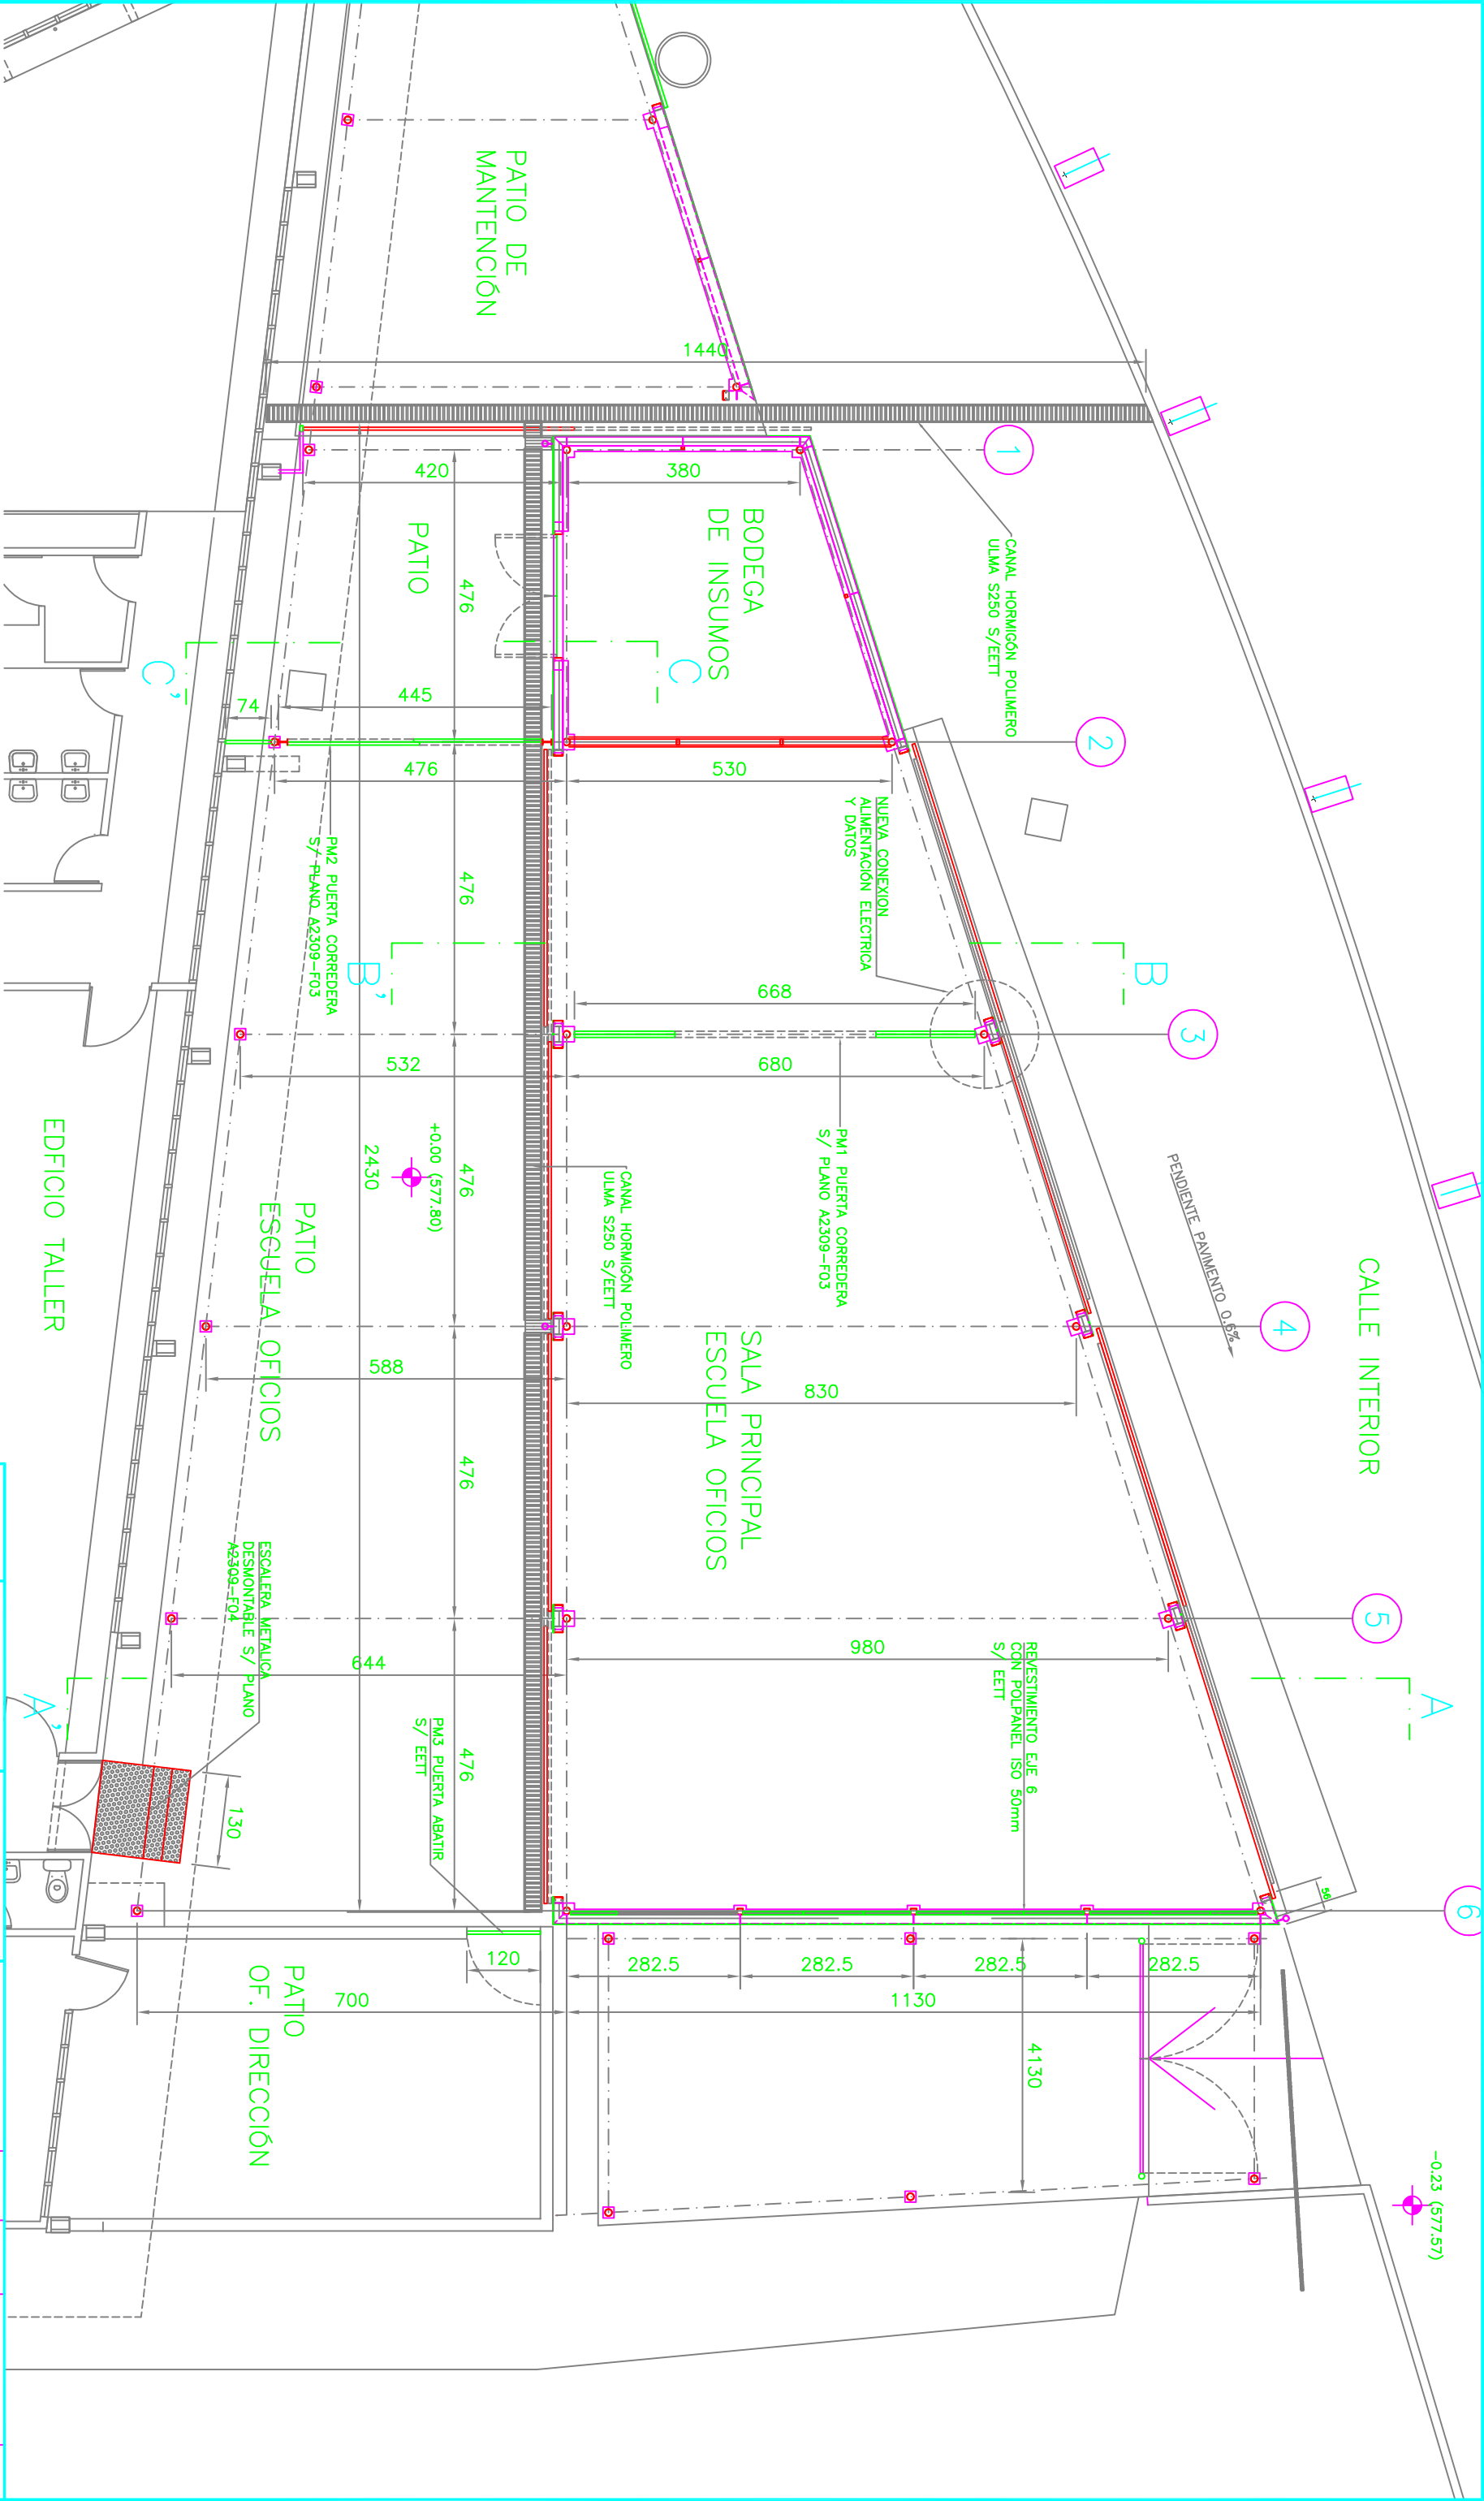 PATIO DE
MANTENCIÓN
1440
1
420
380
PATIO
476
BODEGA
DE INSUMOS
CANAL HORMIGÓN POLIMERO
ULMA S250 S/EETT
C'
C
74
445
2
476
530
NUEVA CONEXION
ALIMENTACIÓN ELECTRICA
Y DATOS
PM2 PUERTA CORREDERA
S/ PLANO A2309-F03
476
B'
B
668
3
532
680
EDFICIO TALLER
2430
+0.00 (577.80)
476
PATIO
ESCUELA OFICIOS
CANAL HORMIGÓN POLIMERO
ULMA S250 S/EETT
PM1 PUERTA CORREDERA
S/ PLANO A2309-F03
PENDIENTE PAVIMENTO 0.6%
CALLE INTERIOR
4
588
830
SALA PRINCIPAL
ESCUELA OFICIOS
476
ESCALERA METALICA
DESMONTABLE S/ PLANO
A2309-F04
5
644
980
REVESTIMIENTO EJE 6
CON POLPANEL ISO 50mm
S/ EETT
A'
A
PM3 PUERTA ABATIR
S/ EETT
476
130
56
6
120
282.5
282.5
282.5
282.5
700
1130
PATIO
OF. DIRECCIÓN
4130
-0.23 (577.57)